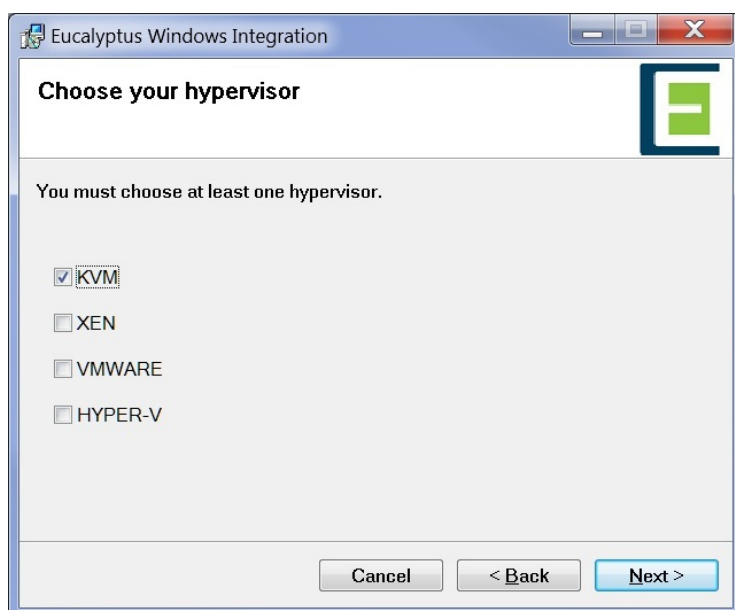 Eucalyptus Windows Integration
Choose your hypervisor
You must choose at least one hypervisor.
KVM
XEN
VMWARE
HYPER-V
Cancel
< Back
Next >